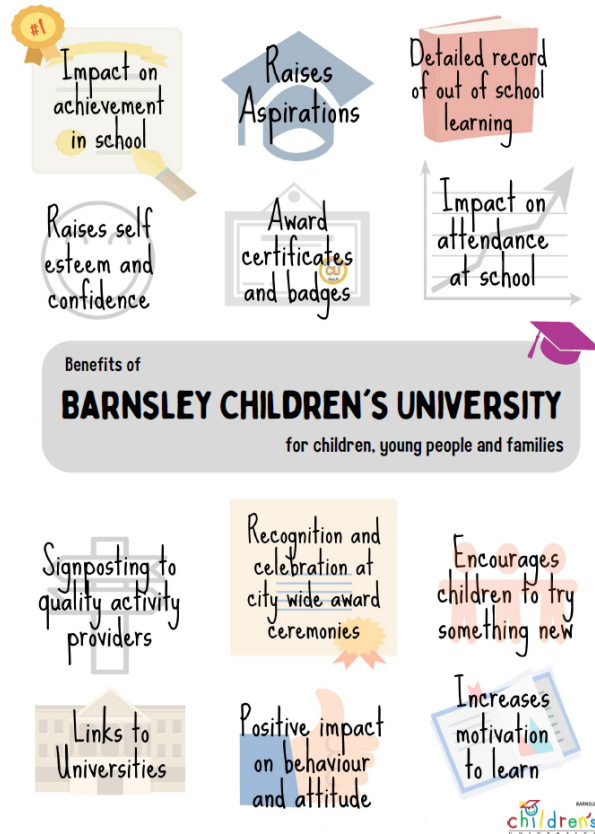 #1
Impact on
achievement
in school
Raises
Aspirations
Detailed record
of out of school
learning
Raises self
esteem and
confidence
Award
certificates
and badges
CU
Impact on
attendance
at school
Benefits of
BARNSLEY CHILDREN'S UNIVERSITY
for children, young people and families
Signposting to
quality activity
providers
Recognition and
celebration at
city wide award
ceremonies
Encourages
children to try
something new
Links to
Universities
Positive impact
on behaviour
and attitude
Increases
motivation
to learn
children's